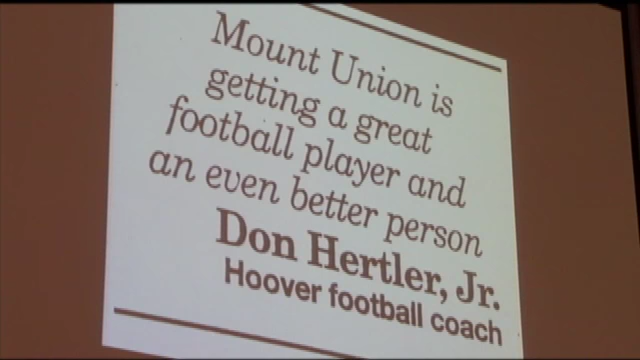 Mount Union is
getting a great
football player and
an even better person
Don Hertler, Jr.
Hoover football coach